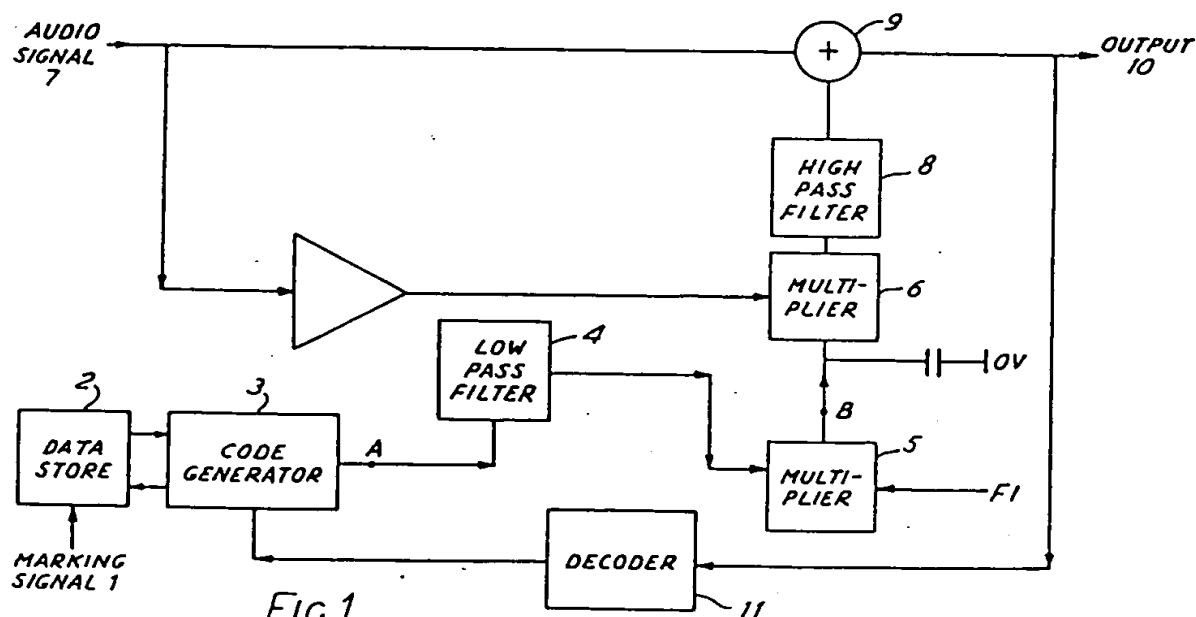 AUDIO
SIGNAL
7
9
+
OUTPUT
10
HIGH
PASS
FILTER
8
MULTI-
PLIER
6
LOW
PASS
FILTER
4
0V
B
2
DATA
STORE
3
CODE
GENERATOR
A
MULTI-
PLIER
5
F1
MARKING
SIGNAL 1
DECODER
11
FIG.1